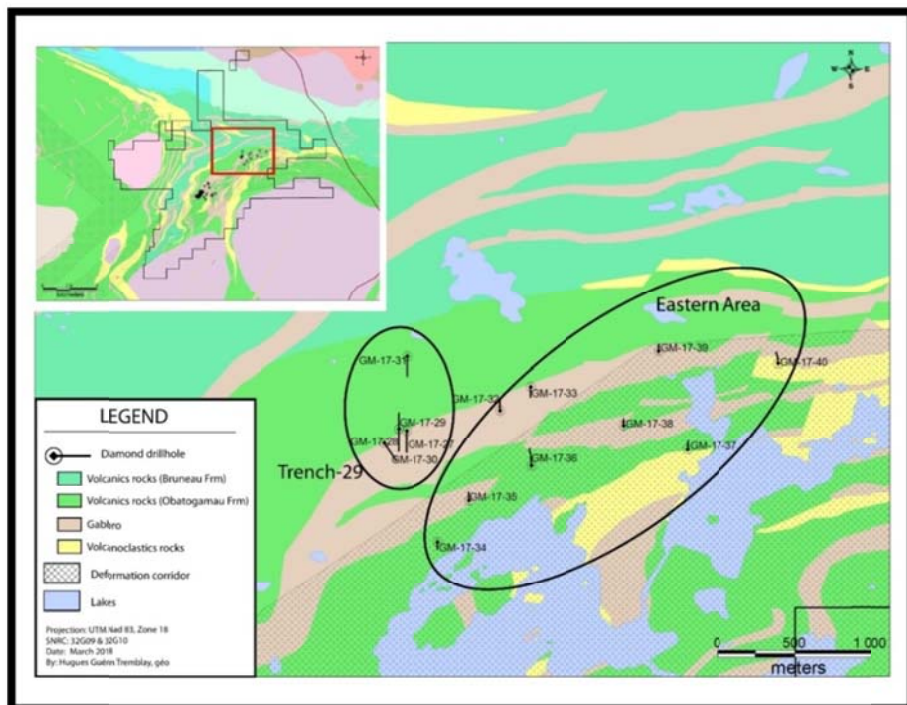 N
W E
S
Eastern Area
GM-17-39
GM-17-31
GM-17-40
GM-17-33
GM-17-32
GM-17-29
GM-17-38
GM-17-28
GM-17-27
GM-17-37
GM-17-30
GM-17-36
Trench-29
GM-17-35
GM-17-34
LEGEND
Diamond drillhole
Volcanics rocks (Bruneau Frm)
Volcanics rocks (Obatogamau Frm)
Gabbro
Volcanoclastics rocks
Deformation corridor
Lakes
Projection: UTM Nad 83, Zone 18
SNRC: 32G09 & 32G10
Date: March 2018
By: Hugues Guérin Tremblay, géo
0 500 1 000
meters